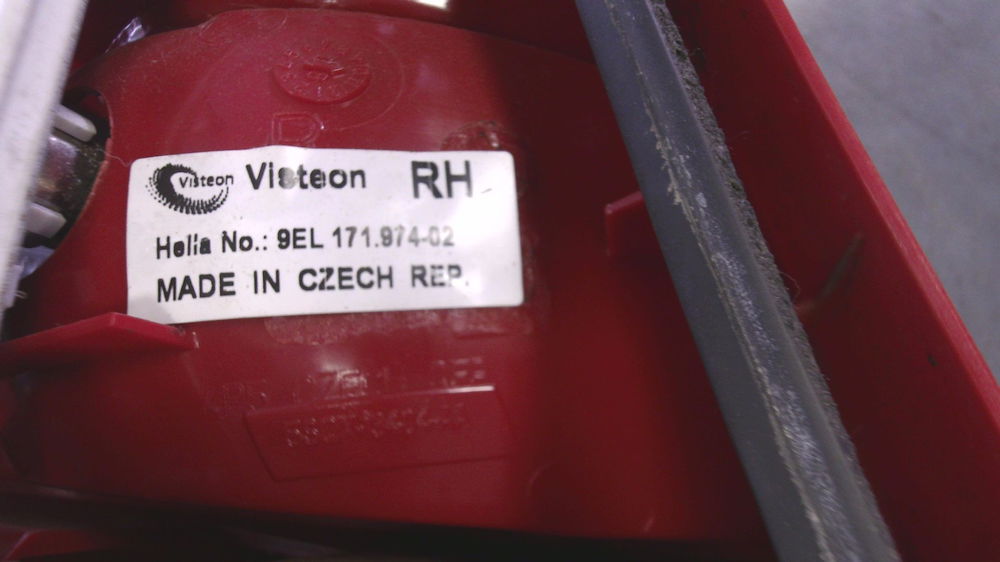 Visteon Visteon RH
Hella No.: 9EL 171.974-02
MADE IN CZECH REP.